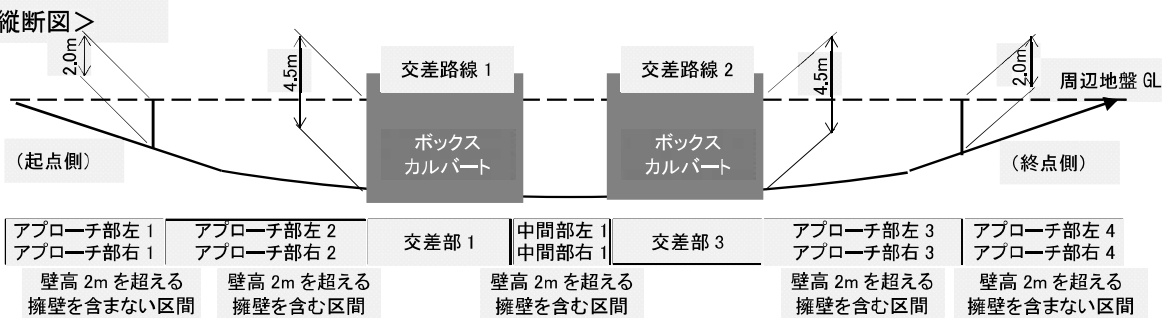 縦断図＞
2.0m
4.5m
交差路線 1
交差路線 2
4.5m
2.0m
周辺地盤 GL
ボックス
カルバート
ボックス
カルバート
(起点側)
(終点側)
アプローチ部左 1
アプローチ部右 1
アプローチ部左 2
アプローチ部右 2
交差部 1
中間部左 1
中間部右 1
交差部 3
アプローチ部左 3
アプローチ部右 3
アプローチ部左 4
アプローチ部右 4
壁高 2m を超える
擁壁を含まない区間
壁高 2m を超える
擁壁を含む区間
壁高 2m を超える
擁壁を含む区間
壁高 2m を超える
擁壁を含む区間
壁高 2m を超える
擁壁を含まない区間